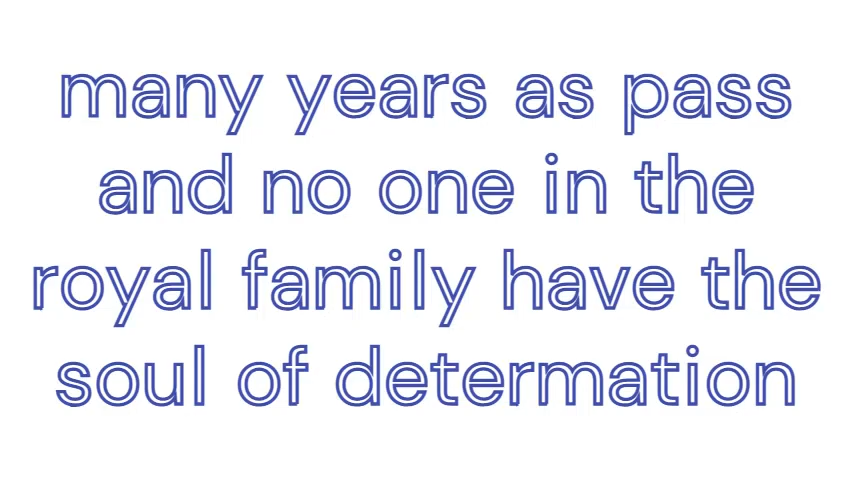 many years as pass
and no one in the
royal family have the
soul of determation